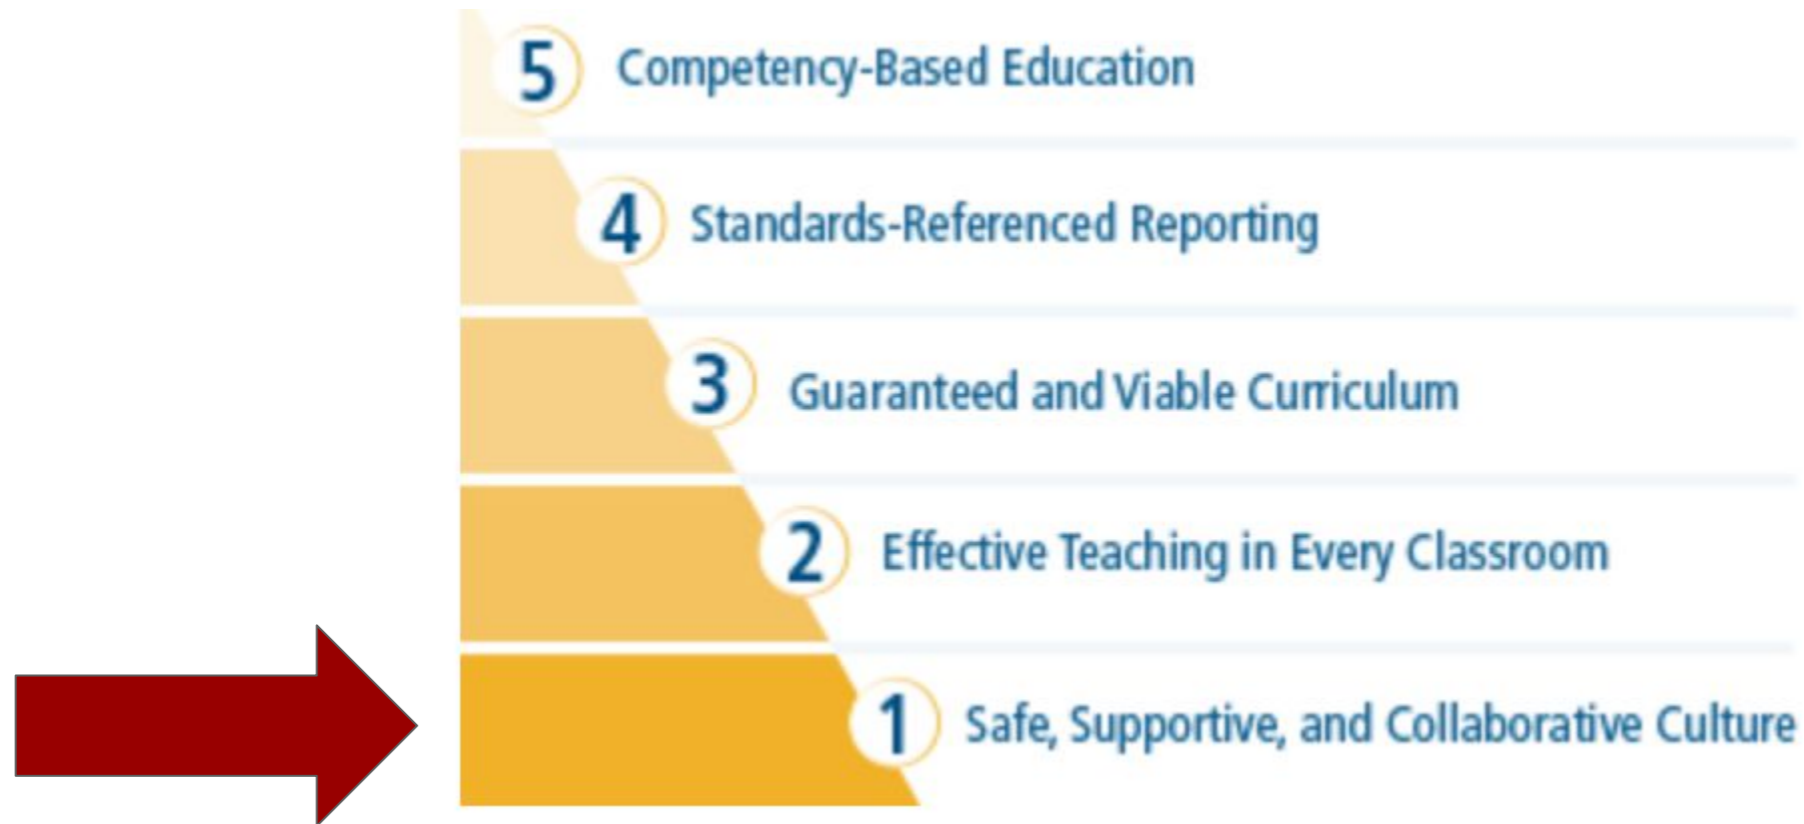 5 Competency-Based Education
4 Standards-Referenced Reporting
3 Guaranteed and Viable Curriculum
2 Effective Teaching in Every Classroom
1 Safe, Supportive, and Collaborative Culture